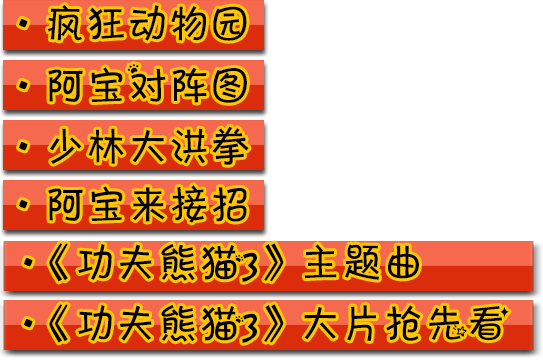 · 疯狂动物园
· 阿宝对阵图
· 少林大洪拳
· 阿宝来接招
·《功夫熊猫3》主题曲
·《功夫熊猫3》大片抢先看